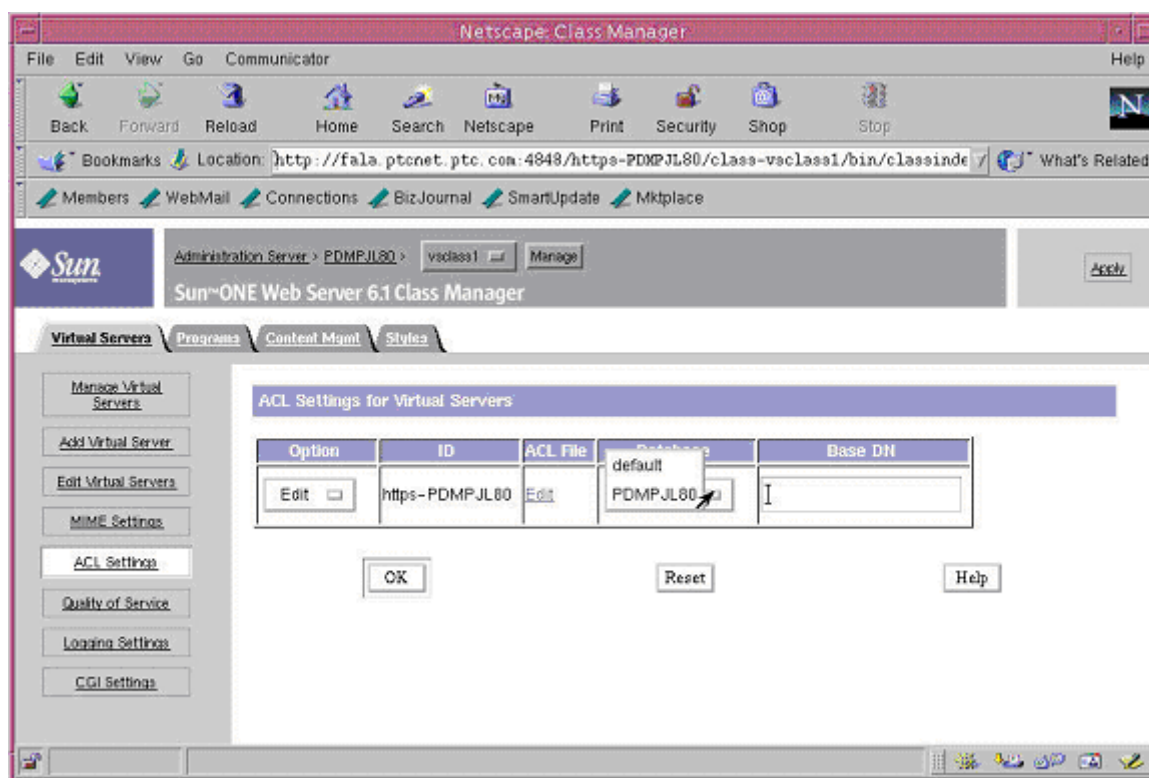 Netscape: Class Manager
File Edit View Go Communicator Help
Back Forward Reload Home Search Netscape Print Security Shop Stop
N
Bookmarks Location: http://fala.ptcnet.ptc.com:4848/https-PDMPJL80/class-vsclass1/bin/classinde What's Related
Members WebMail Connections BizJournal SmartUpdate Mktplace
Sun
Administration Server > PDMPJL80 > vsclass1 Manage
Apply
Sun™ONE Web Server 6.1 Class Manager
Virtual Servers Programs Content Mgmt Styles
Manage Virtual Servers
Add Virtual Server
Edit Virtual Servers
MIME Settings
ACL Settings
Quality of Service
Logging Settings
CGI Settings
ACL Settings for Virtual Servers
Option ID ACL File Database Base DN
default
Edit https-PDMPJL80 Edit PDMPJL80
OK Reset Help